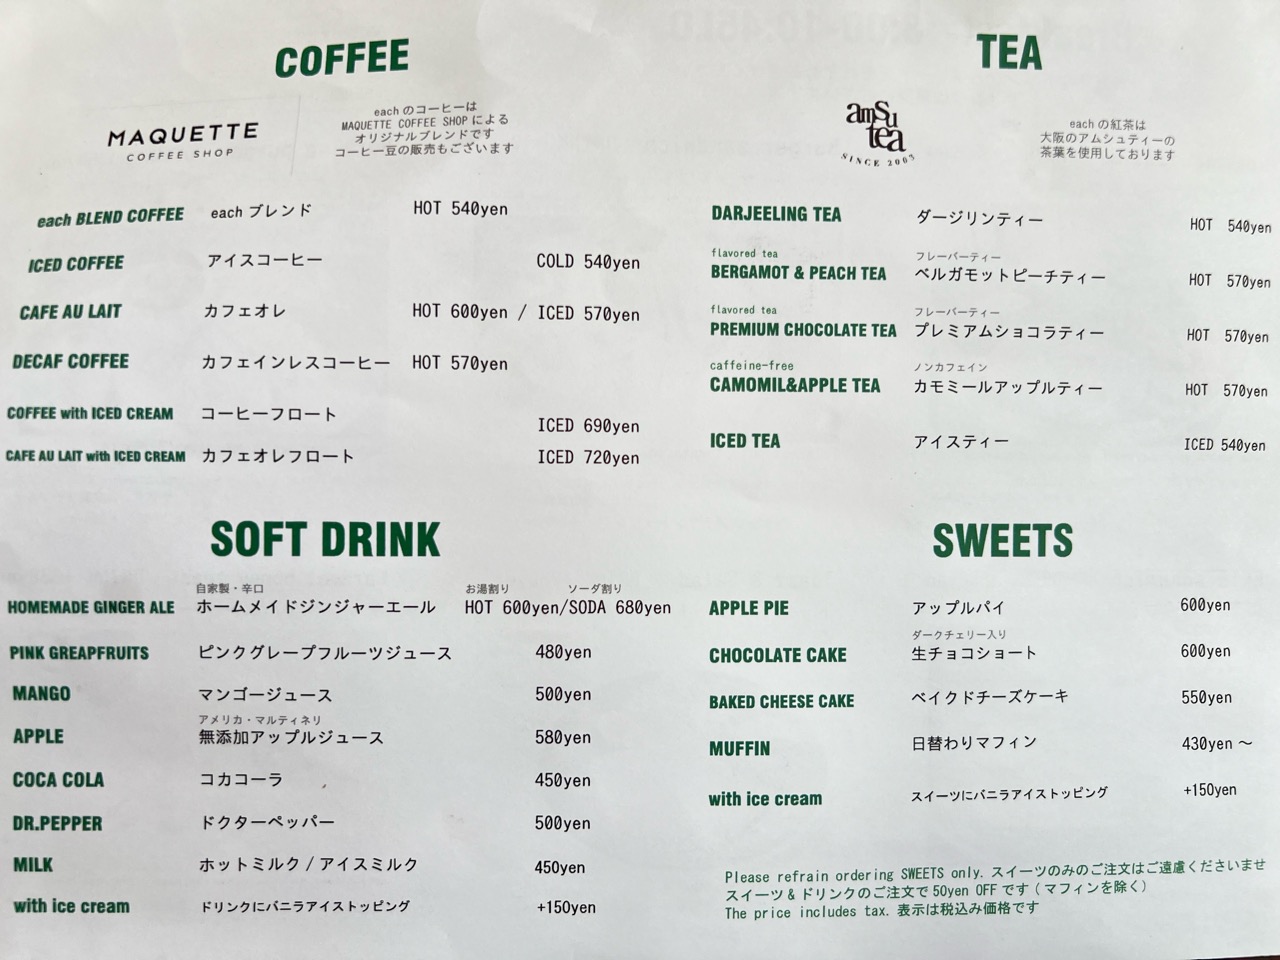 COFFEE
MAQUETTE
COFFEE SHOP
each のコーヒーは
MAQUETTE COFFEE SHOP による
オリジナルブレンドです
コーヒー豆の販売もございます
each BLEND COFFEE each ブレンド HOT 540yen
ICED COFFEE アイスコーヒー COLD 540yen
CAFE AU LAIT カフェオレ HOT 600yen / ICED 570yen
DECAF COFFEE カフェインレスコーヒー HOT 570yen
COFFEE with ICED CREAM コーヒーフロート ICED 690yen
CAFE AU LAIT with ICED CREAM カフェオレフロート ICED 720yen
TEA
amsu
tea
SINCE 2005
each の紅茶は
大阪のアムシュティーの
茶葉を使用しております
DARJEELING TEA ダージリンティー HOT 540yen
flavored tea フレーバーティー
BERGAMOT & PEACH TEA ベルガモットピーチティー HOT 570yen
flavored tea フレーバーティー
PREMIUM CHOCOLATE TEA プレミアムショコラティー HOT 570yen
caffeine-free ノンカフェイン
CAMOMIL&APPLE TEA カモミールアップルティー HOT 570yen
ICED TEA アイスティー ICED 540yen
SOFT DRINK
自家製・辛口 お湯割り ソーダ割り
HOMEMADE GINGER ALE ホームメイドジンジャーエール HOT 600yen/SODA 680yen
PINK GREAPFRUITS ピンクグレープフルーツジュース 480yen
MANGO マンゴージュース 500yen
アメリカ・マルティネリ
APPLE 無添加アップルジュース 580yen
COCA COLA コカコーラ 450yen
DR.PEPPER ドクターペッパー 500yen
MILK ホットミルク / アイスミルク 450yen
with ice cream ドリンクにバニラアイストッピング +150yen
SWEETS
APPLE PIE アップルパイ 600yen
ダークチェリー入り
CHOCOLATE CAKE 生チョコショート 600yen
BAKED CHEESE CAKE ベイクドチーズケーキ 550yen
MUFFIN 日替わりマフィン 430yen 〜
with ice cream スイーツにバニラアイストッピング +150yen
Please refrain ordering SWEETS only. スイーツのみのご注文はご遠慮くださいませ
スイーツ & ドリンクのご注文で 50yen OFF です ( マフィンを除く)
The price includes tax. 表示は税込み価格です